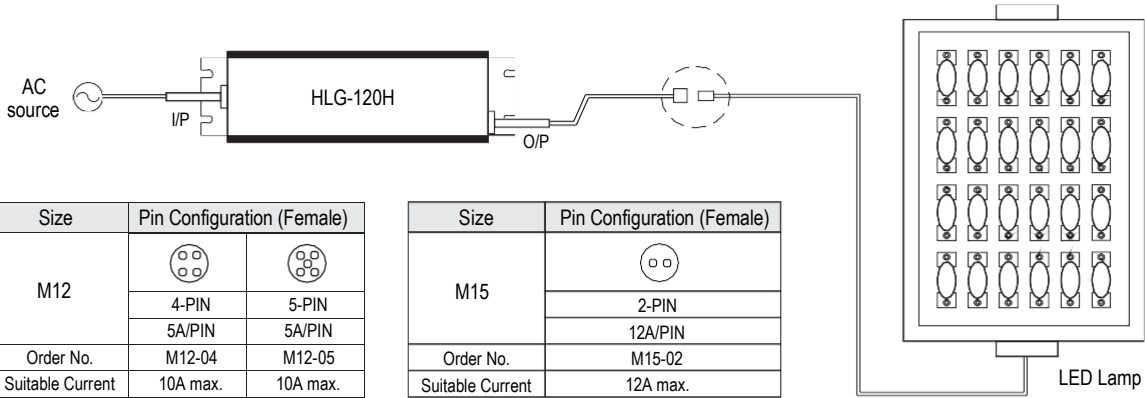 AC
source
I/P
HLG-120H
O/P
LED Lamp
Size Pin Configuration (Female)
M12
4-PIN 5-PIN
5A/PIN 5A/PIN
Order No. M12-04 M12-05
Suitable Current 10A max. 10A max.
Size Pin Configuration (Female)
M15
2-PIN
12A/PIN
Order No. M15-02
Suitable Current 12A max.